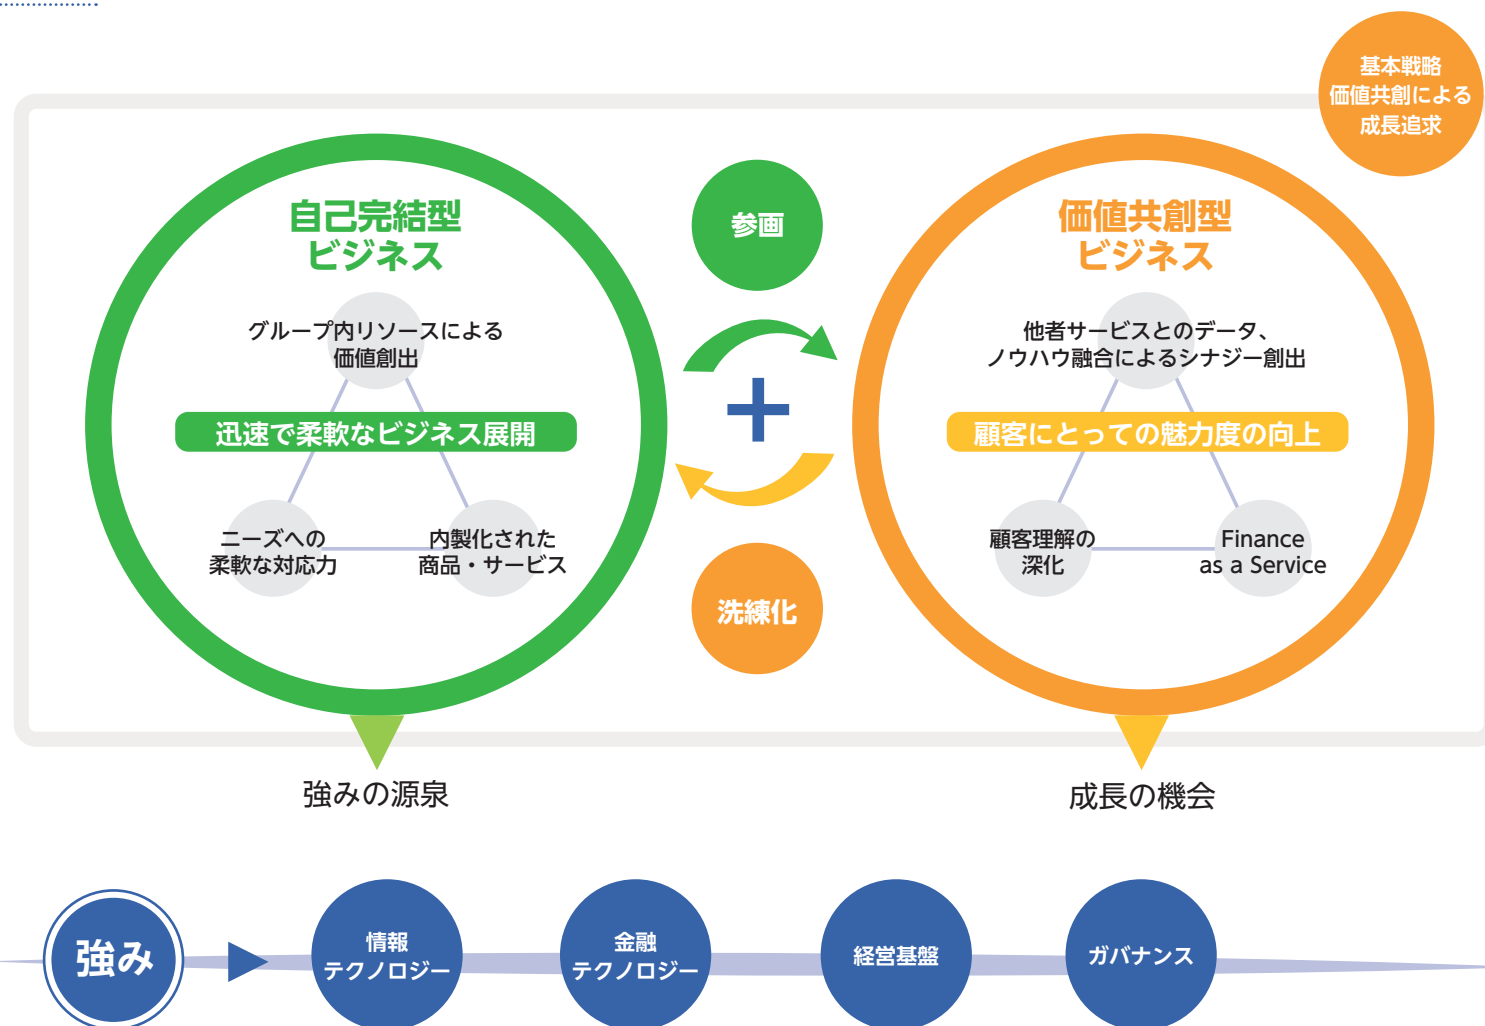 基本戦略
価値共創による
成長追求
自己完結型
ビジネス
グループ内リソースによる
価値創出
迅速で柔軟なビジネス展開
ニーズへの
柔軟な対応力
内製化された
商品・サービス
参画
洗練化
価値共創型
ビジネス
他者サービスとのデータ、
ノウハウ融合によるシナジー創出
顧客にとっての魅力度の向上
顧客理解の
深化
Finance
as a Service
強みの源泉
成長の機会
強み
情報
テクノロジー
金融
テクノロジー
経営基盤
ガバナンス